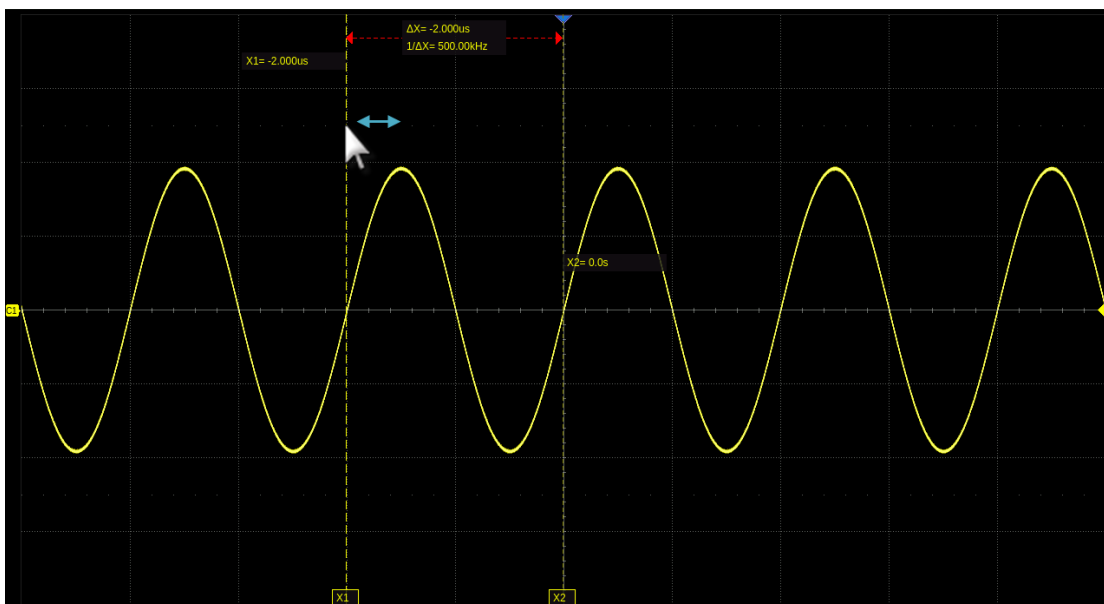 ΔX= -2.000us
1/ΔX= 500.00kHz
X1= -2.000us
X2= 0.0s
C1
X1
X2